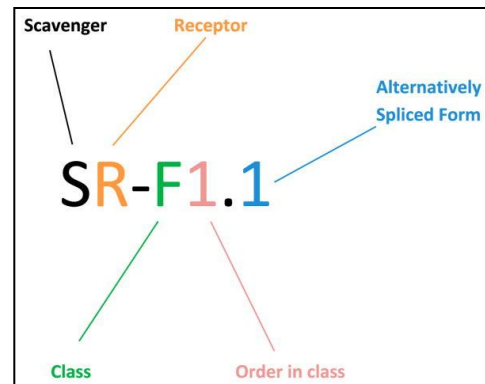 Scavenger
Receptor
Alternatively
Spliced Form
SR-F1.1
Class
Order in class